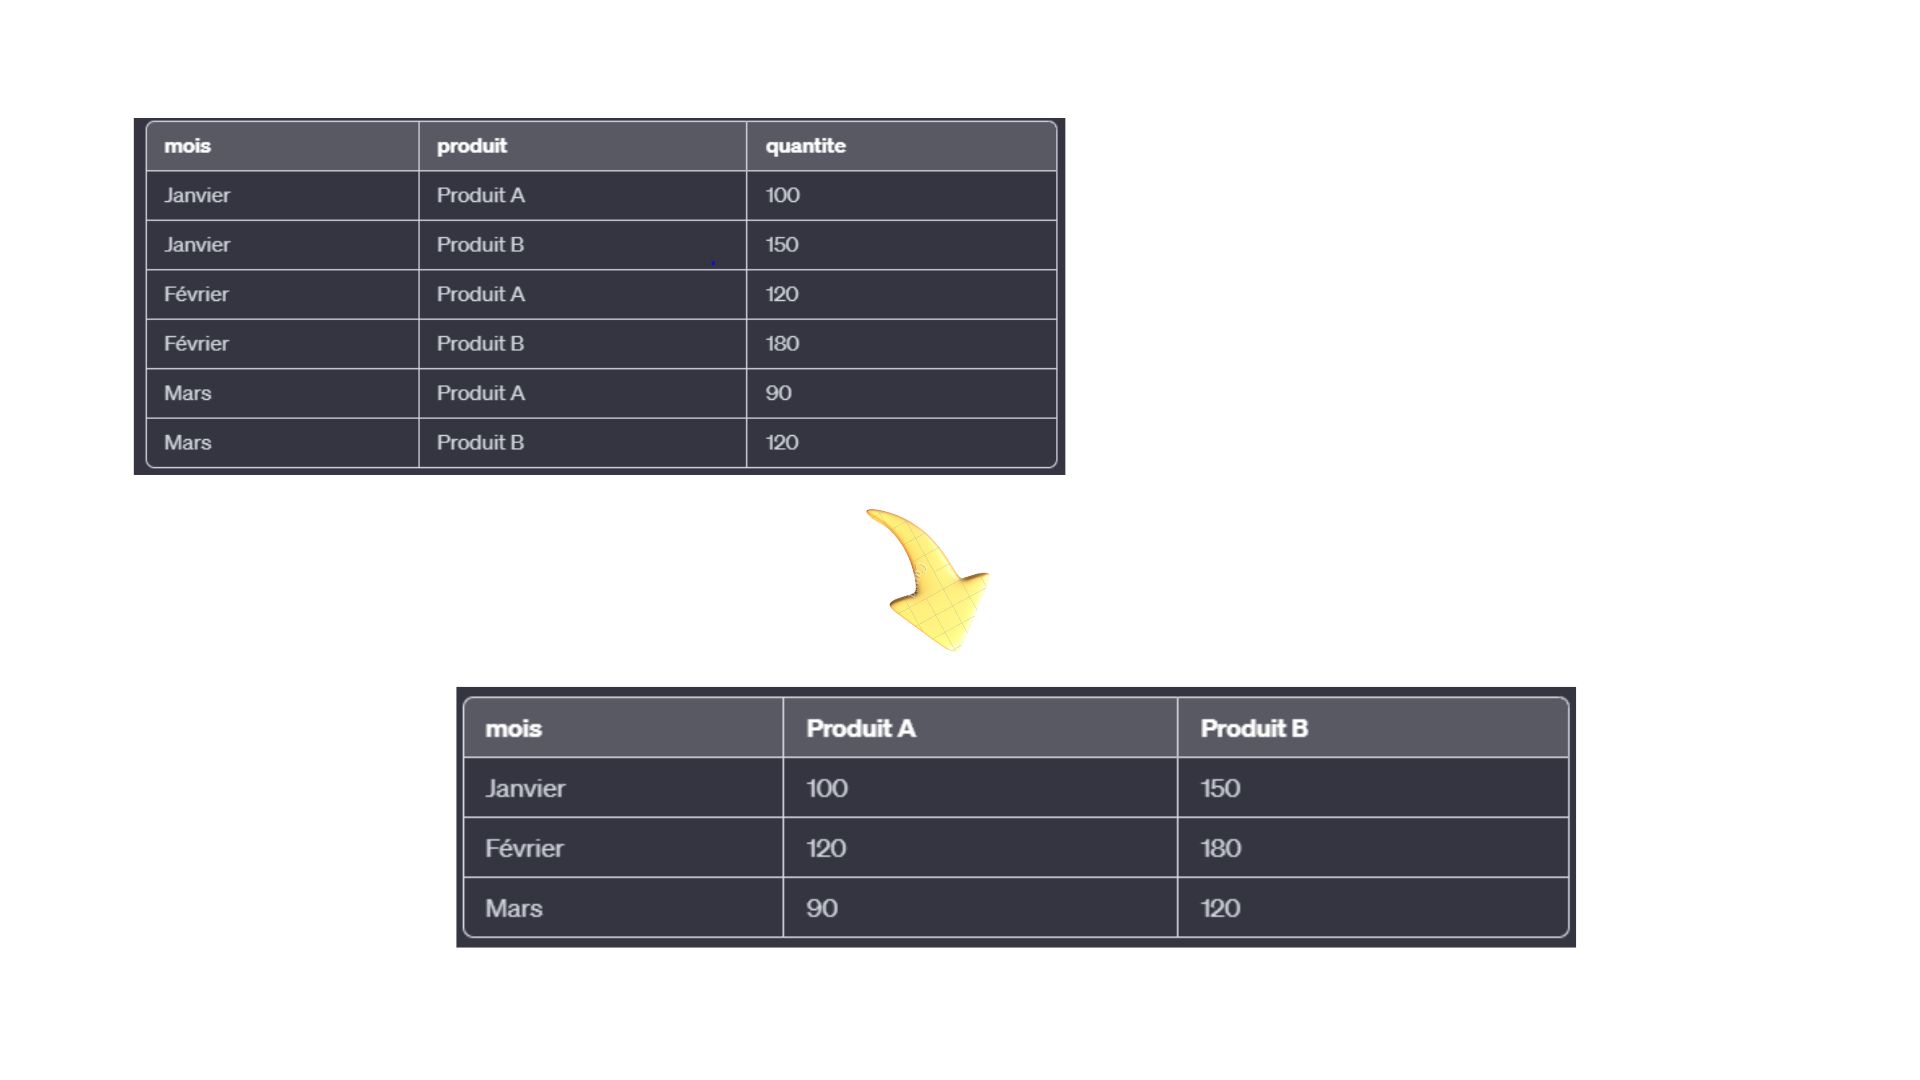 mois produit quantite
Janvier Produit A 100
Janvier Produit B 150
Février Produit A 120
Février Produit B 180
Mars Produit A 90
Mars Produit B 120
mois Produit A Produit B
Janvier 100 150
Février 120 180
Mars 90 120